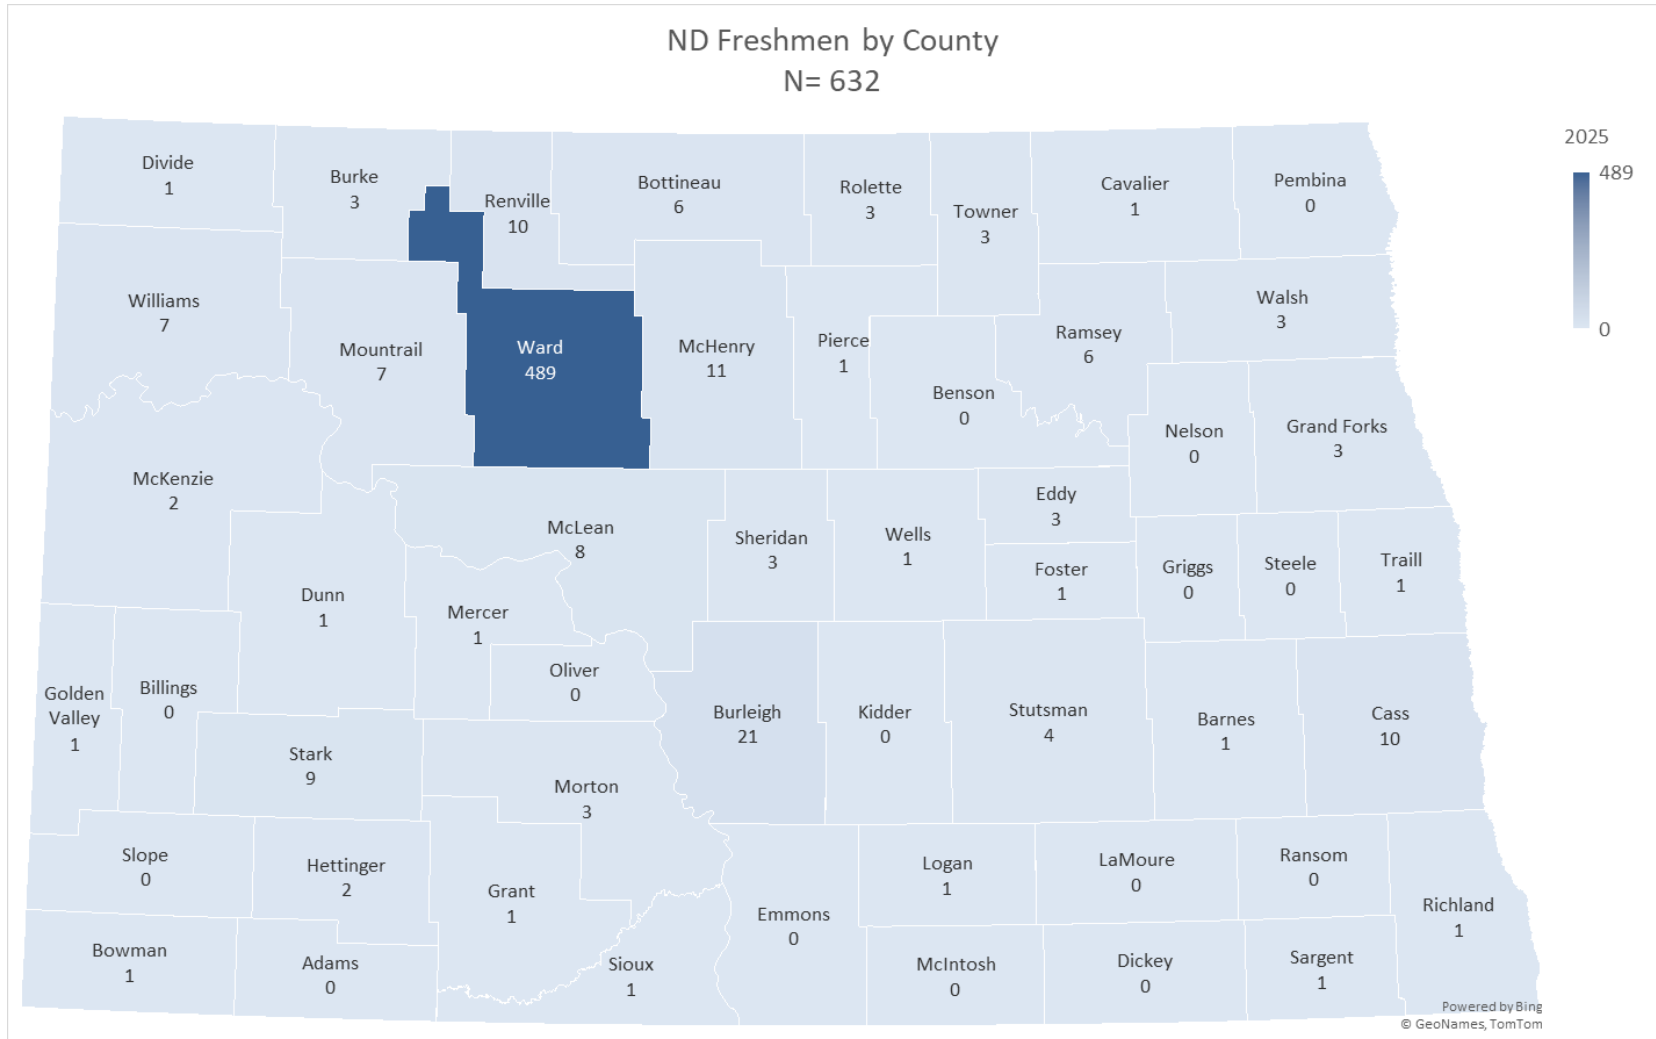 ND Freshmen by County
N= 632
2025
489
0
Divide
1
Burke
3
Renville
10
Bottineau
6
Rolette
3
Towner
3
Cavalier
1
Pembina
0
Williams
7
Mountrail
7
Ward
489
McHenry
11
Pierce
1
Benson
0
Ramsey
6
Walsh
3
Nelson
0
Grand Forks
3
McKenzie
2
McLean
8
Sheridan
3
Wells
1
Eddy
3
Foster
1
Griggs
0
Steele
0
Traill
1
Dunn
1
Mercer
1
Oliver
0
Golden
Valley
1
Billings
0
Stark
9
Morton
3
Burleigh
21
Kidder
0
Stutsman
4
Barnes
1
Cass
10
Slope
0
Hettinger
2
Grant
1
Emmons
0
Logan
1
LaMoure
0
Ransom
0
Richland
1
Bowman
1
Adams
0
Sioux
1
McIntosh
0
Dickey
0
Sargent
1
Powered by Bing
© GeoNames, TomTom